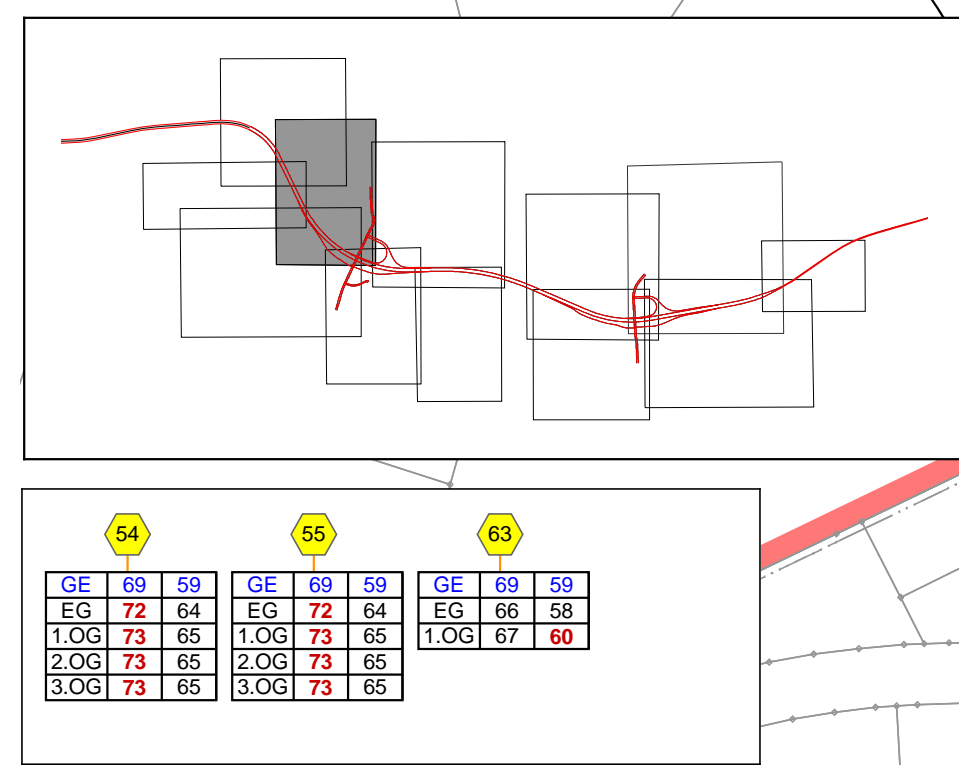 54 55 63
GE 69 59 GE 69 59 GE 69 59
EG 72 64 EG 72 64 EG 66 58
1.OG 73 65 1.OG 73 65 1.OG 67 60
2.OG 73 65 2.OG 73 65
3.OG 73 65 3.OG 73 65